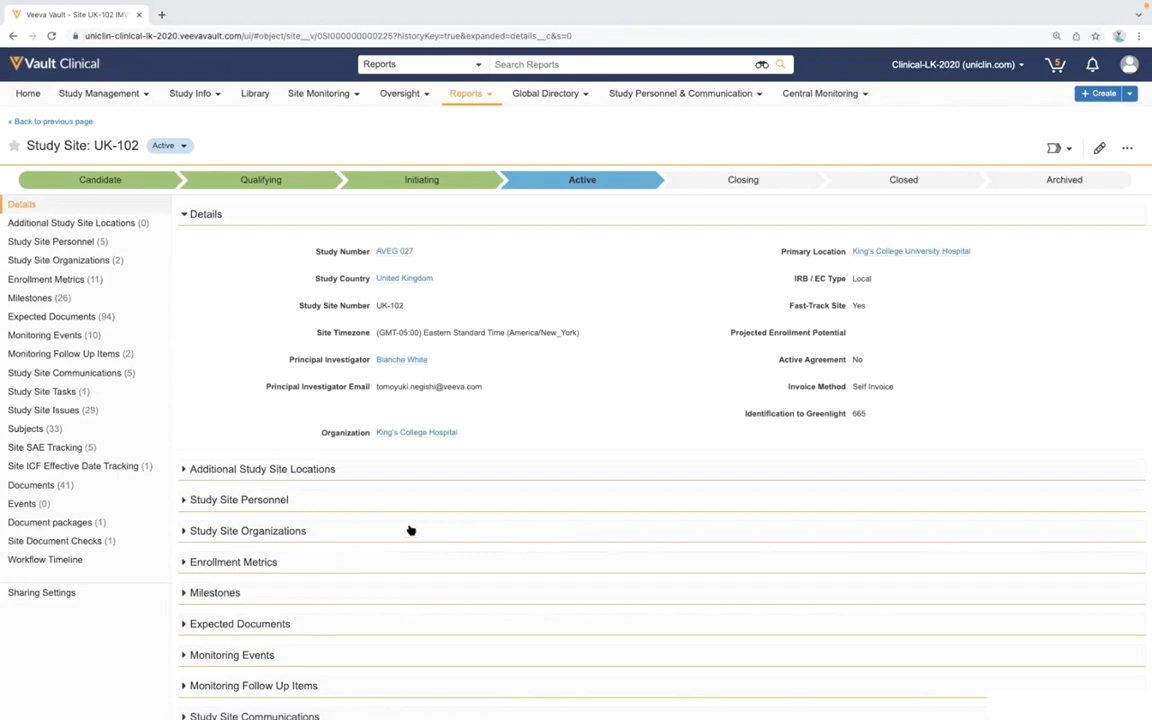 Veeva Vault - Site UK-102 IMV
uniclin-clinical-lk-2020.veevavault.com/ui/#object/site__v/0SI000000000225?historyKey=true&expanded=details__c&s=0
Vault Clinical
Reports
Search Reports
Clinical-LK-2020 (uniclin.com)
5
Home
Study Management
Study Info
Library
Site Monitoring
Oversight
Reports
Global Directory
Study Personnel & Communication
Central Monitoring
+ Create
« Back to previous page
Study Site: UK-102
Active
Candidate
Qualifying
Initiating
Active
Closing
Closed
Archived
Details
Additional Study Site Locations (0)
Study Site Personnel (5)
Study Site Organizations (2)
Enrollment Metrics (11)
Milestones (26)
Expected Documents (94)
Monitoring Events (10)
Monitoring Follow Up Items (2)
Study Site Communications (5)
Study Site Tasks (1)
Study Site Issues (29)
Subjects (33)
Site SAE Tracking (5)
Site ICF Effective Date Tracking (1)
Documents (41)
Events (0)
Document packages (1)
Site Document Checks (1)
Workflow Timeline
Sharing Settings
Details
Study Number AVEG 027
Study Country United Kingdom
Study Site Number UK-102
Site Timezone (GMT-05:00) Eastern Standard Time (America/New_York)
Principal Investigator Blanche White
Principal Investigator Email tomoyuki.negishi@veeva.com
Organization King's College Hospital
Primary Location King's College University Hospital
IRB / EC Type Local
Fast-Track Site Yes
Projected Enrollment Potential
Active Agreement No
Invoice Method Self Invoice
Identification to Greenlight 665
Additional Study Site Locations
Study Site Personnel
Study Site Organizations
Enrollment Metrics
Milestones
Expected Documents
Monitoring Events
Monitoring Follow Up Items
Study Site Communications